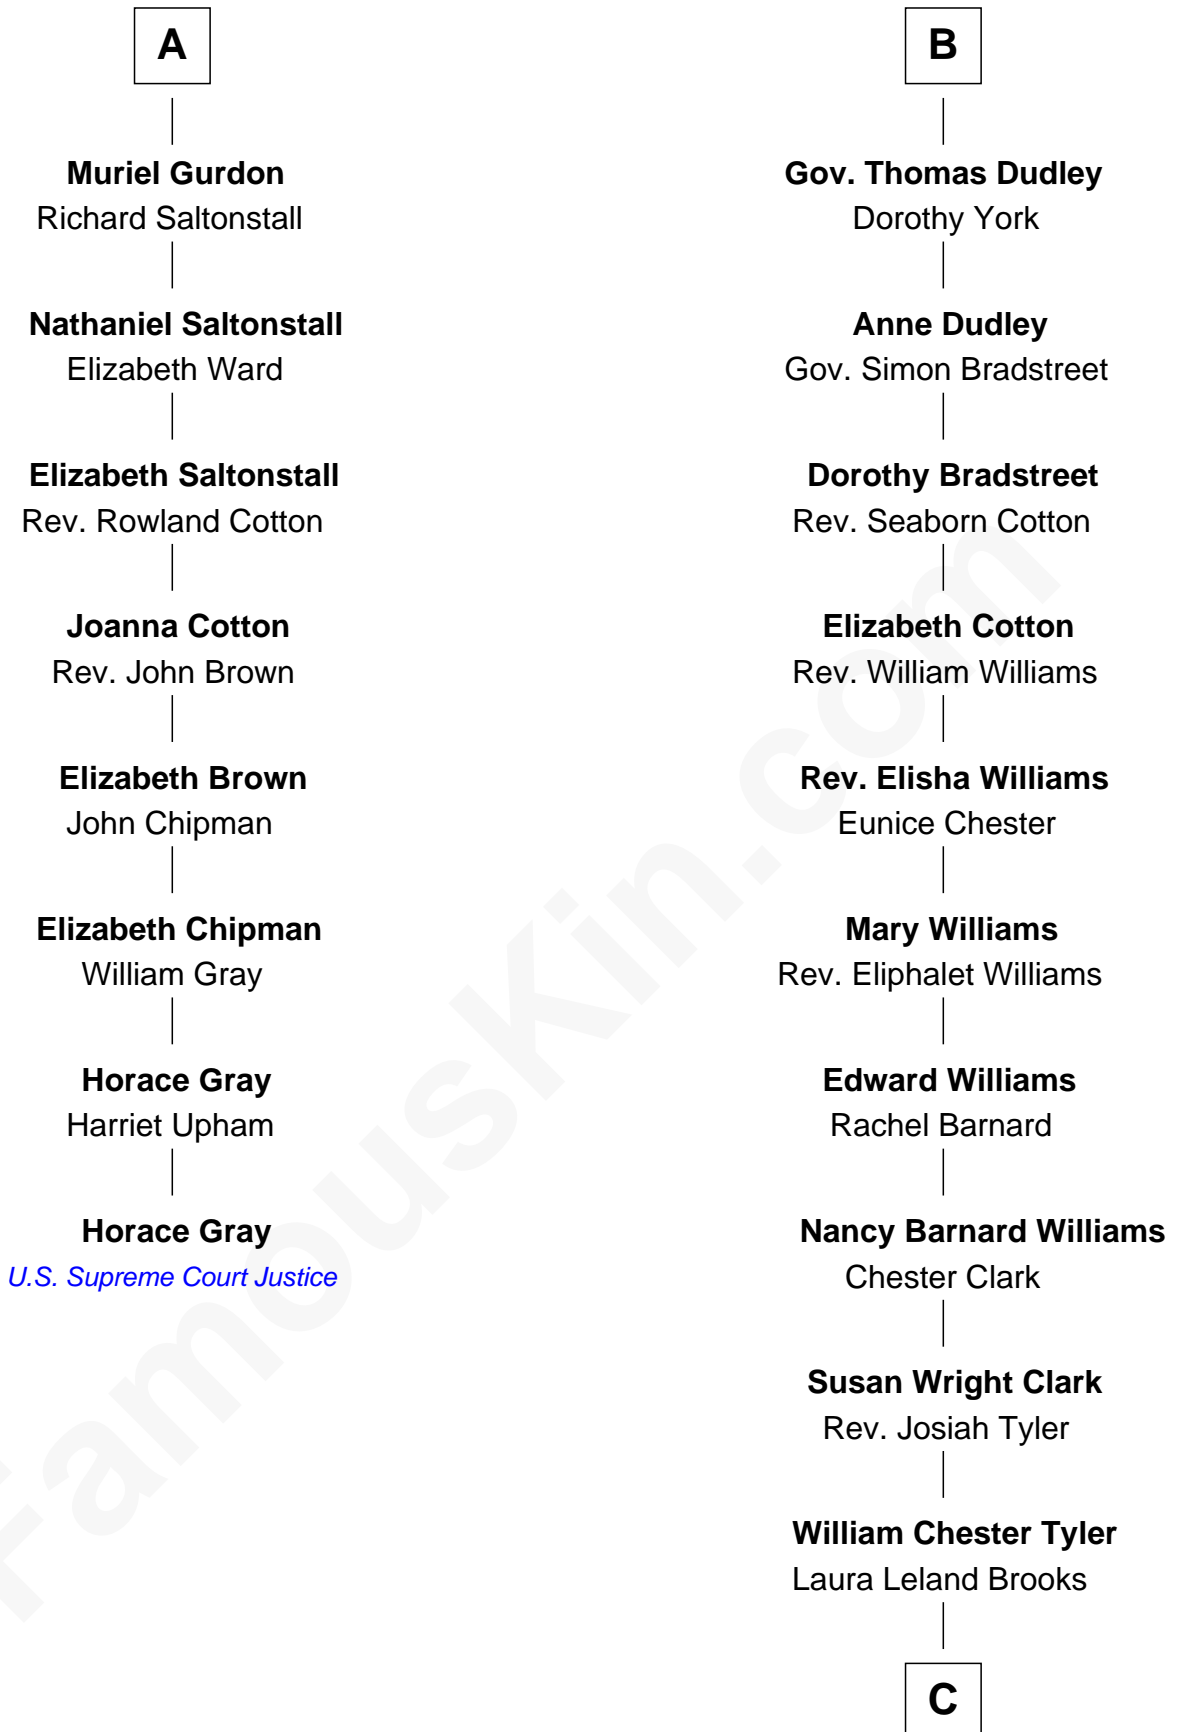 A
Muriel Gurdon
Richard Saltonstall
Nathaniel Saltonstall
Elizabeth Ward
Elizabeth Saltonstall
Rev. Rowland Cotton
Joanna Cotton
Rev. John Brown
Elizabeth Brown
John Chipman
Elizabeth Chipman
William Gray
Horace Gray
Harriet Upham
Horace Gray
U.S. Supreme Court Justice
B
Gov. Thomas Dudley
Dorothy York
Anne Dudley
Gov. Simon Bradstreet
Dorothy Bradstreet
Rev. Seaborn Cotton
Elizabeth Cotton
Rev. William Williams
Rev. Elisha Williams
Eunice Chester
Mary Williams
Rev. Eliphalet Williams
Edward Williams
Rachel Barnard
Nancy Barnard Williams
Chester Clark
Susan Wright Clark
Rev. Josiah Tyler
William Chester Tyler
Laura Leland Brooks
C
FamousKin.com